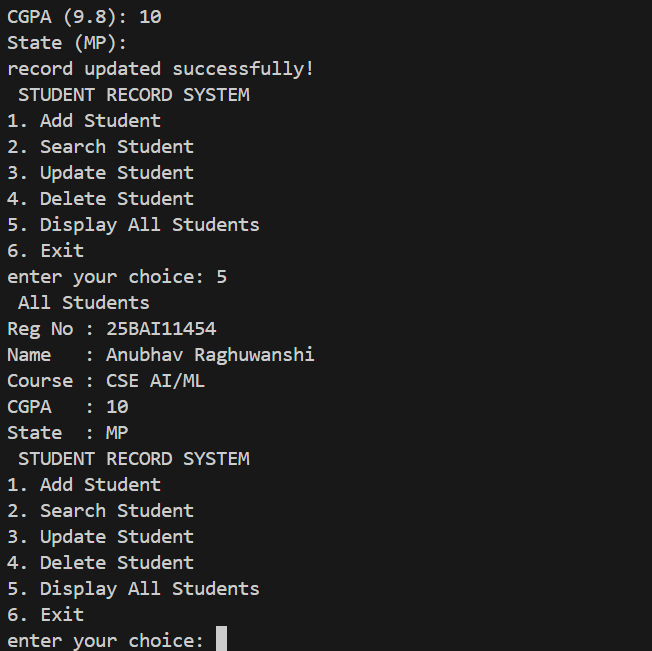 CGPA (9.8): 10
State (MP):
record updated successfully!
 STUDENT RECORD SYSTEM
1. Add Student
2. Search Student
3. Update Student
4. Delete Student
5. Display All Students
6. Exit
enter your choice: 5
 All Students
Reg No : 25BAI11454
Name   : Anubhav Raghuwanshi
Course : CSE AI/ML
CGPA   : 10
State  : MP
 STUDENT RECORD SYSTEM
1. Add Student
2. Search Student
3. Update Student
4. Delete Student
5. Display All Students
6. Exit
enter your choice: